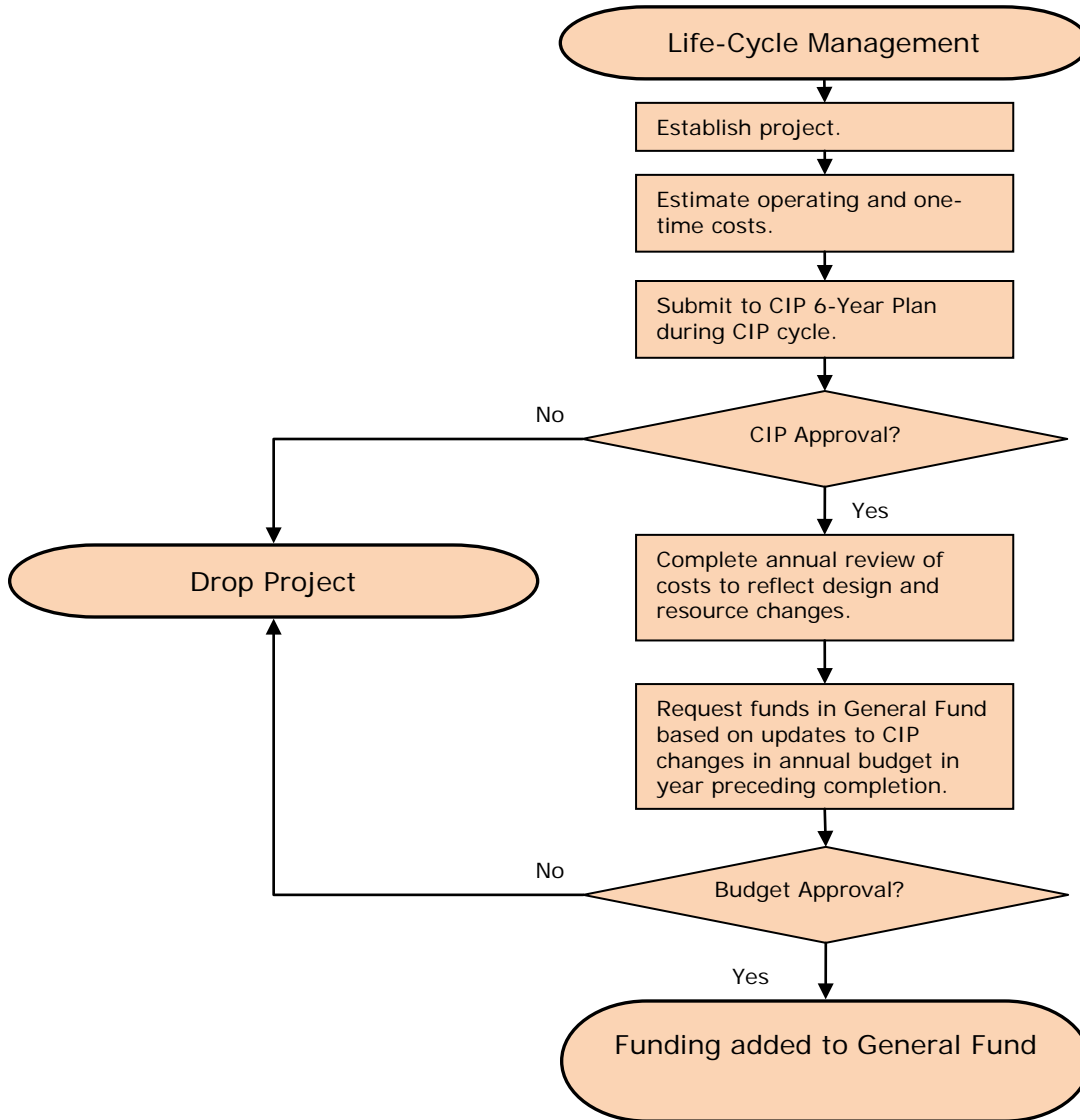 Life-Cycle Management
Establish project.
Estimate operating and one-
time costs.
Submit to CIP 6-Year Plan
during CIP cycle.
No
CIP Approval?
Yes
Drop Project
Complete annual review of
costs to reflect design and
resource changes.
Request funds in General Fund
based on updates to CIP
changes in annual budget in
year preceding completion.
No
Budget Approval?
Yes
Funding added to General Fund